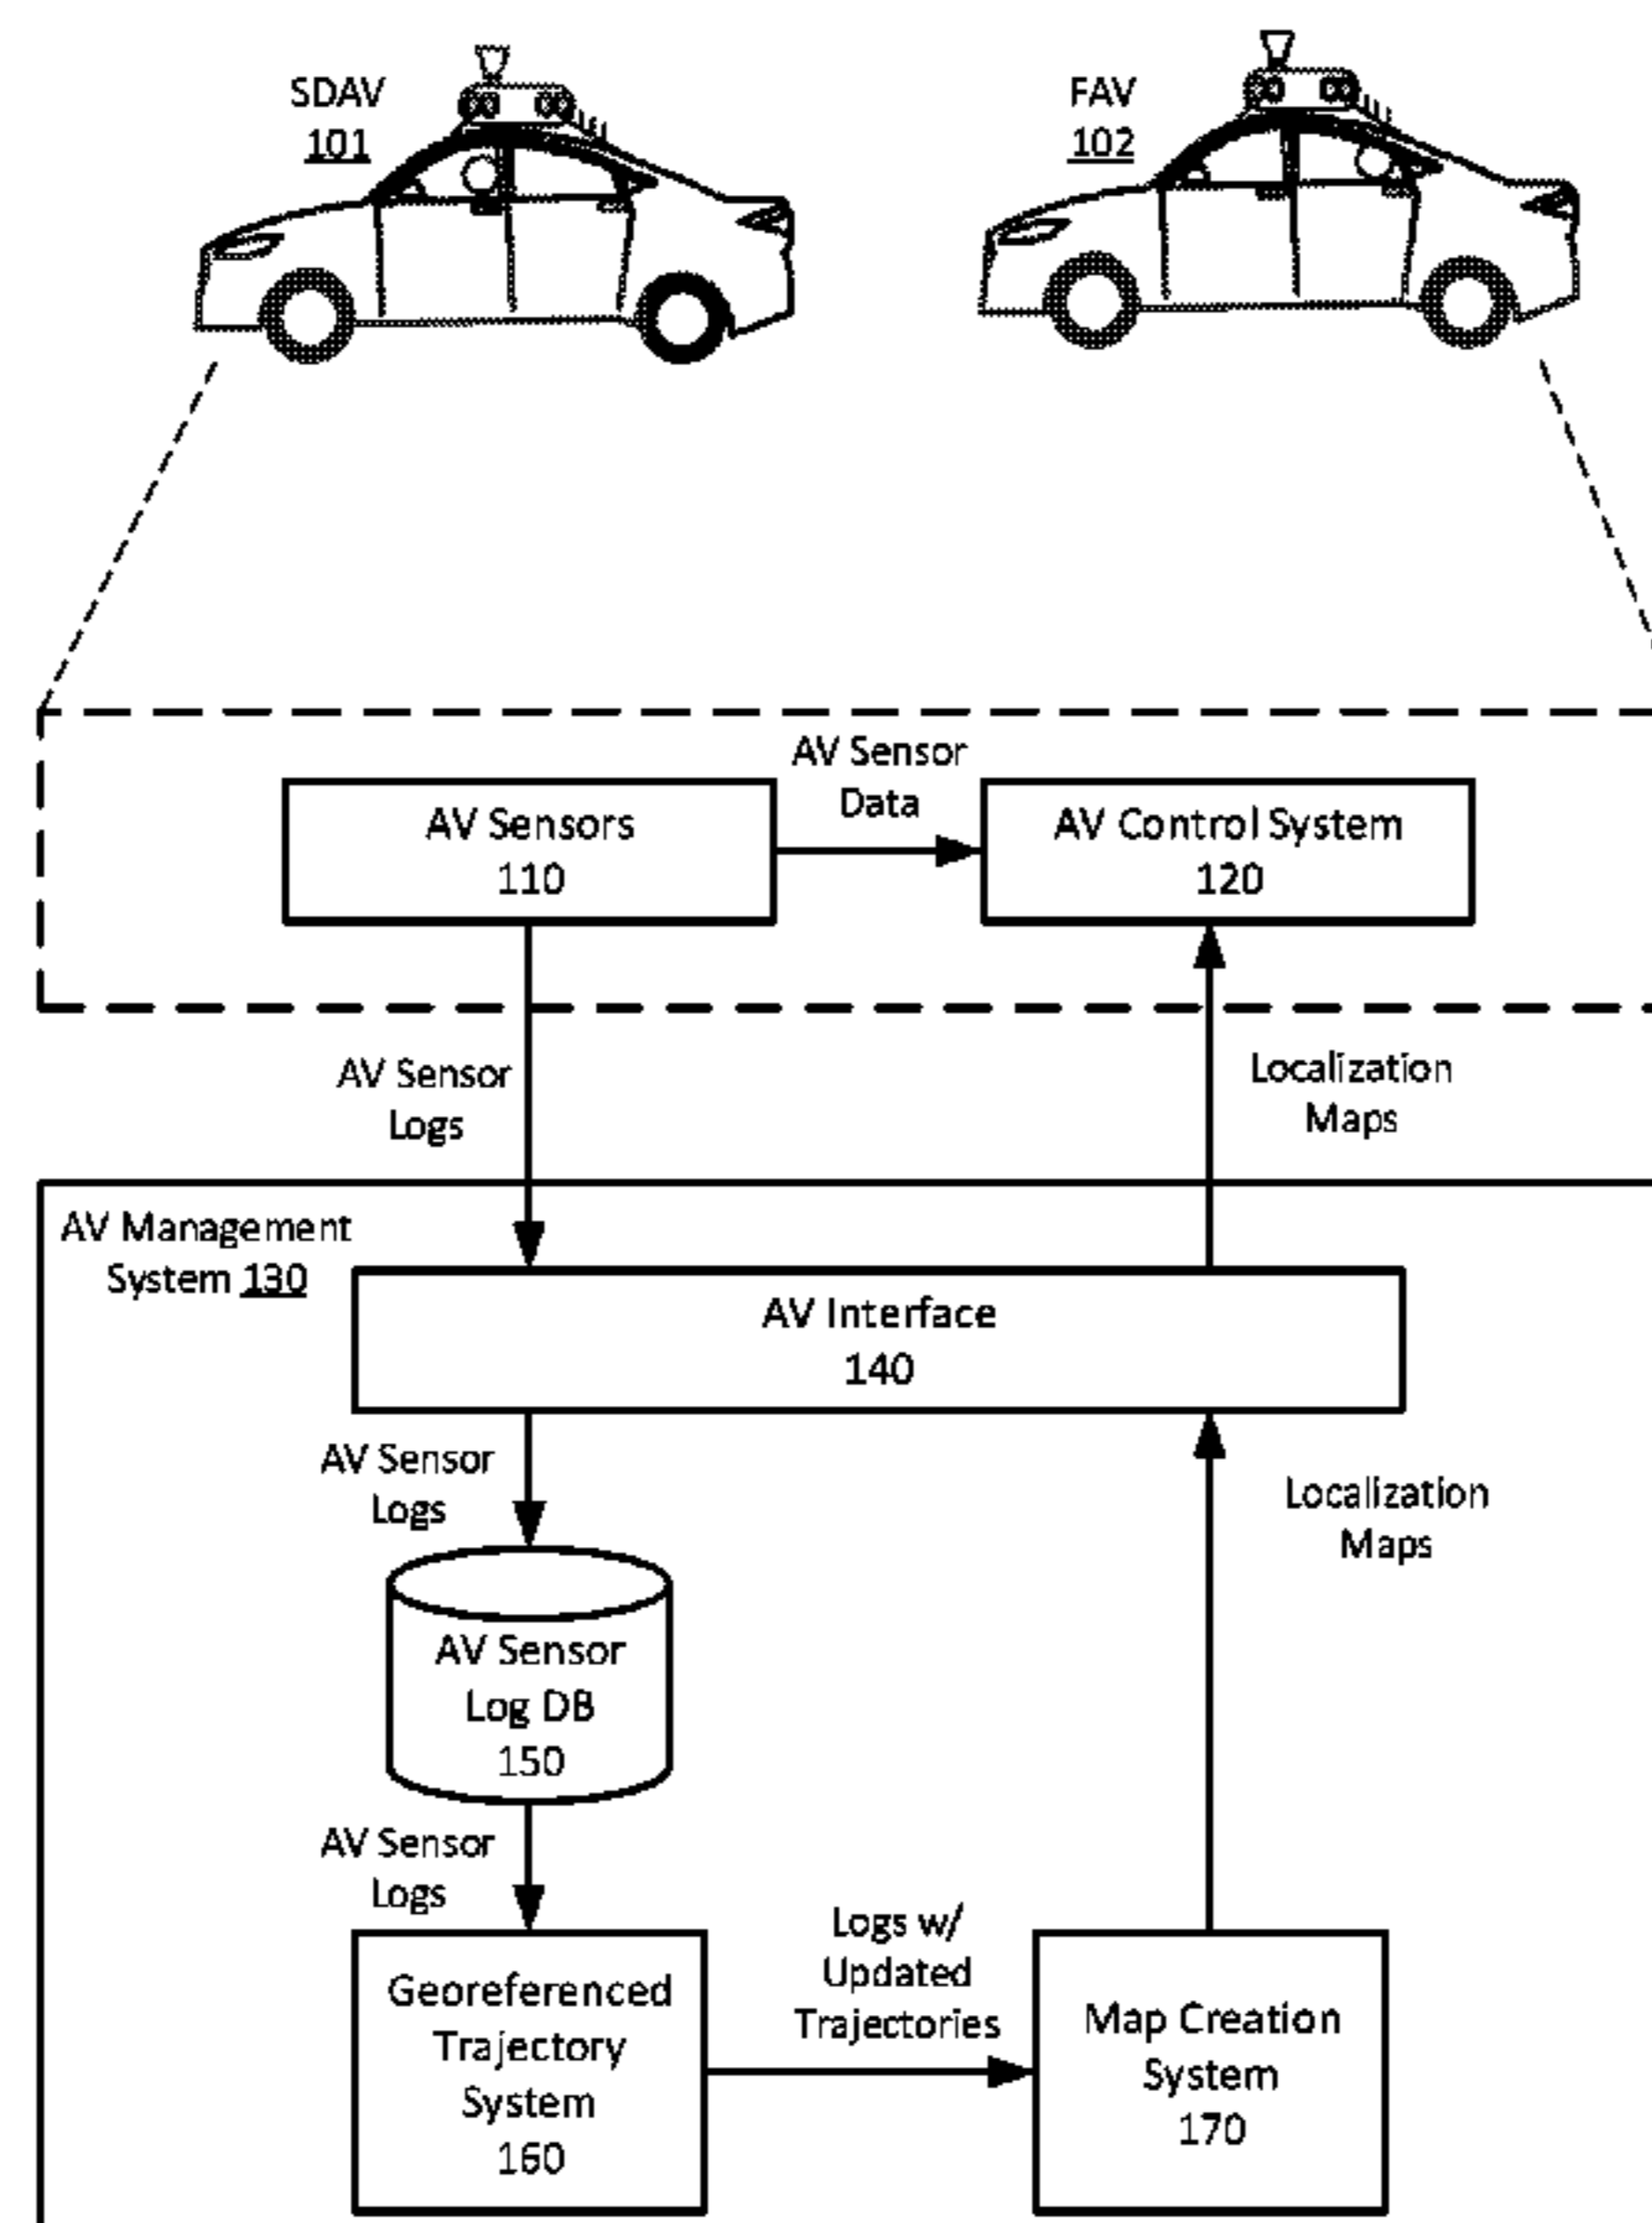 SDAV
101
FAV
102
AV Sensor
Data
AV Sensors
110
AV Control System
120
AV Sensor
Logs
Localization
Maps
AV Management
System 130
AV Interface
140
AV Sensor
Logs
Localization
Maps
AV Sensor
Log DB
150
AV Sensor
Logs
Logs w/
Updated
Trajectories
Georeferenced
Trajectory
System
160
Map Creation
System
170